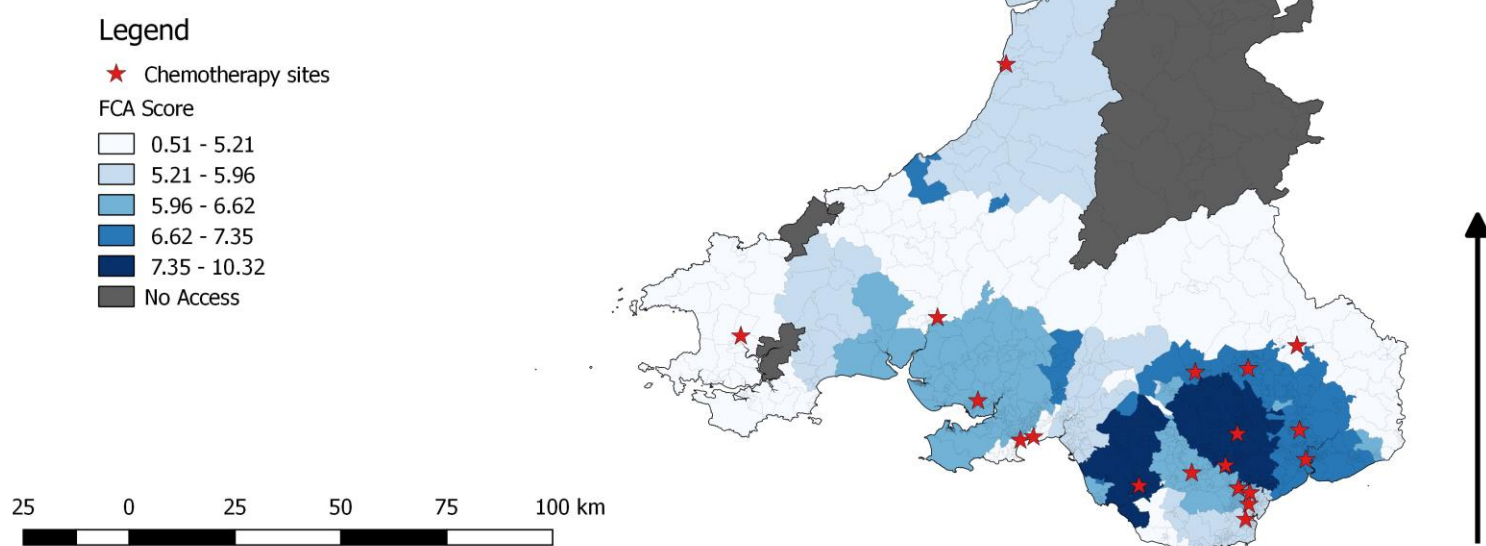 Legend
Chemotherapy sites
FCA Score
0.51 - 5.21
5.21 - 5.96
5.96 - 6.62
6.62 - 7.35
7.35 - 10.32
No Access
25 0 25 50 75 100 km